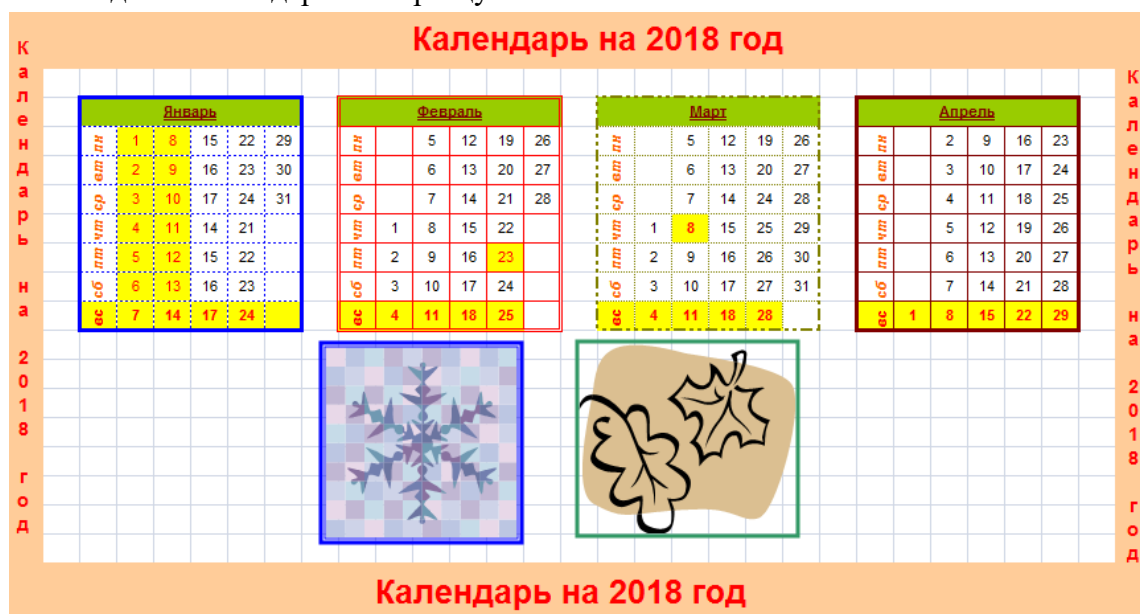 Календарь на 2018 год
Календарь на 2018 год
Январь
пн 1 8 15 22 29
вт 2 9 16 23 30
ср 3 10 17 24 31
чт 4 11 14 21
пт 5 12 15 22
сб 6 13 16 23
вс 7 14 17 24
Февраль
пн 5 12 19 26
вт 6 13 20 27
ср 7 14 21 28
чт 1 8 15 22
пт 2 9 16 23
сб 3 10 17 24
вс 4 11 18 25
Март
пн 5 12 19 26
вт 6 13 20 27
ср 7 14 24 28
чт 1 8 15 25 29
пт 2 9 16 26 30
сб 3 10 17 27 31
вс 4 11 18 28
Апрель
пн 2 9 16 23
вт 3 10 17 24
ср 4 11 18 25
чт 5 12 19 26
пт 6 13 20 27
сб 7 14 21 28
вс 1 8 15 22 29
Календарь на 2018 год
Календарь на 2018 год